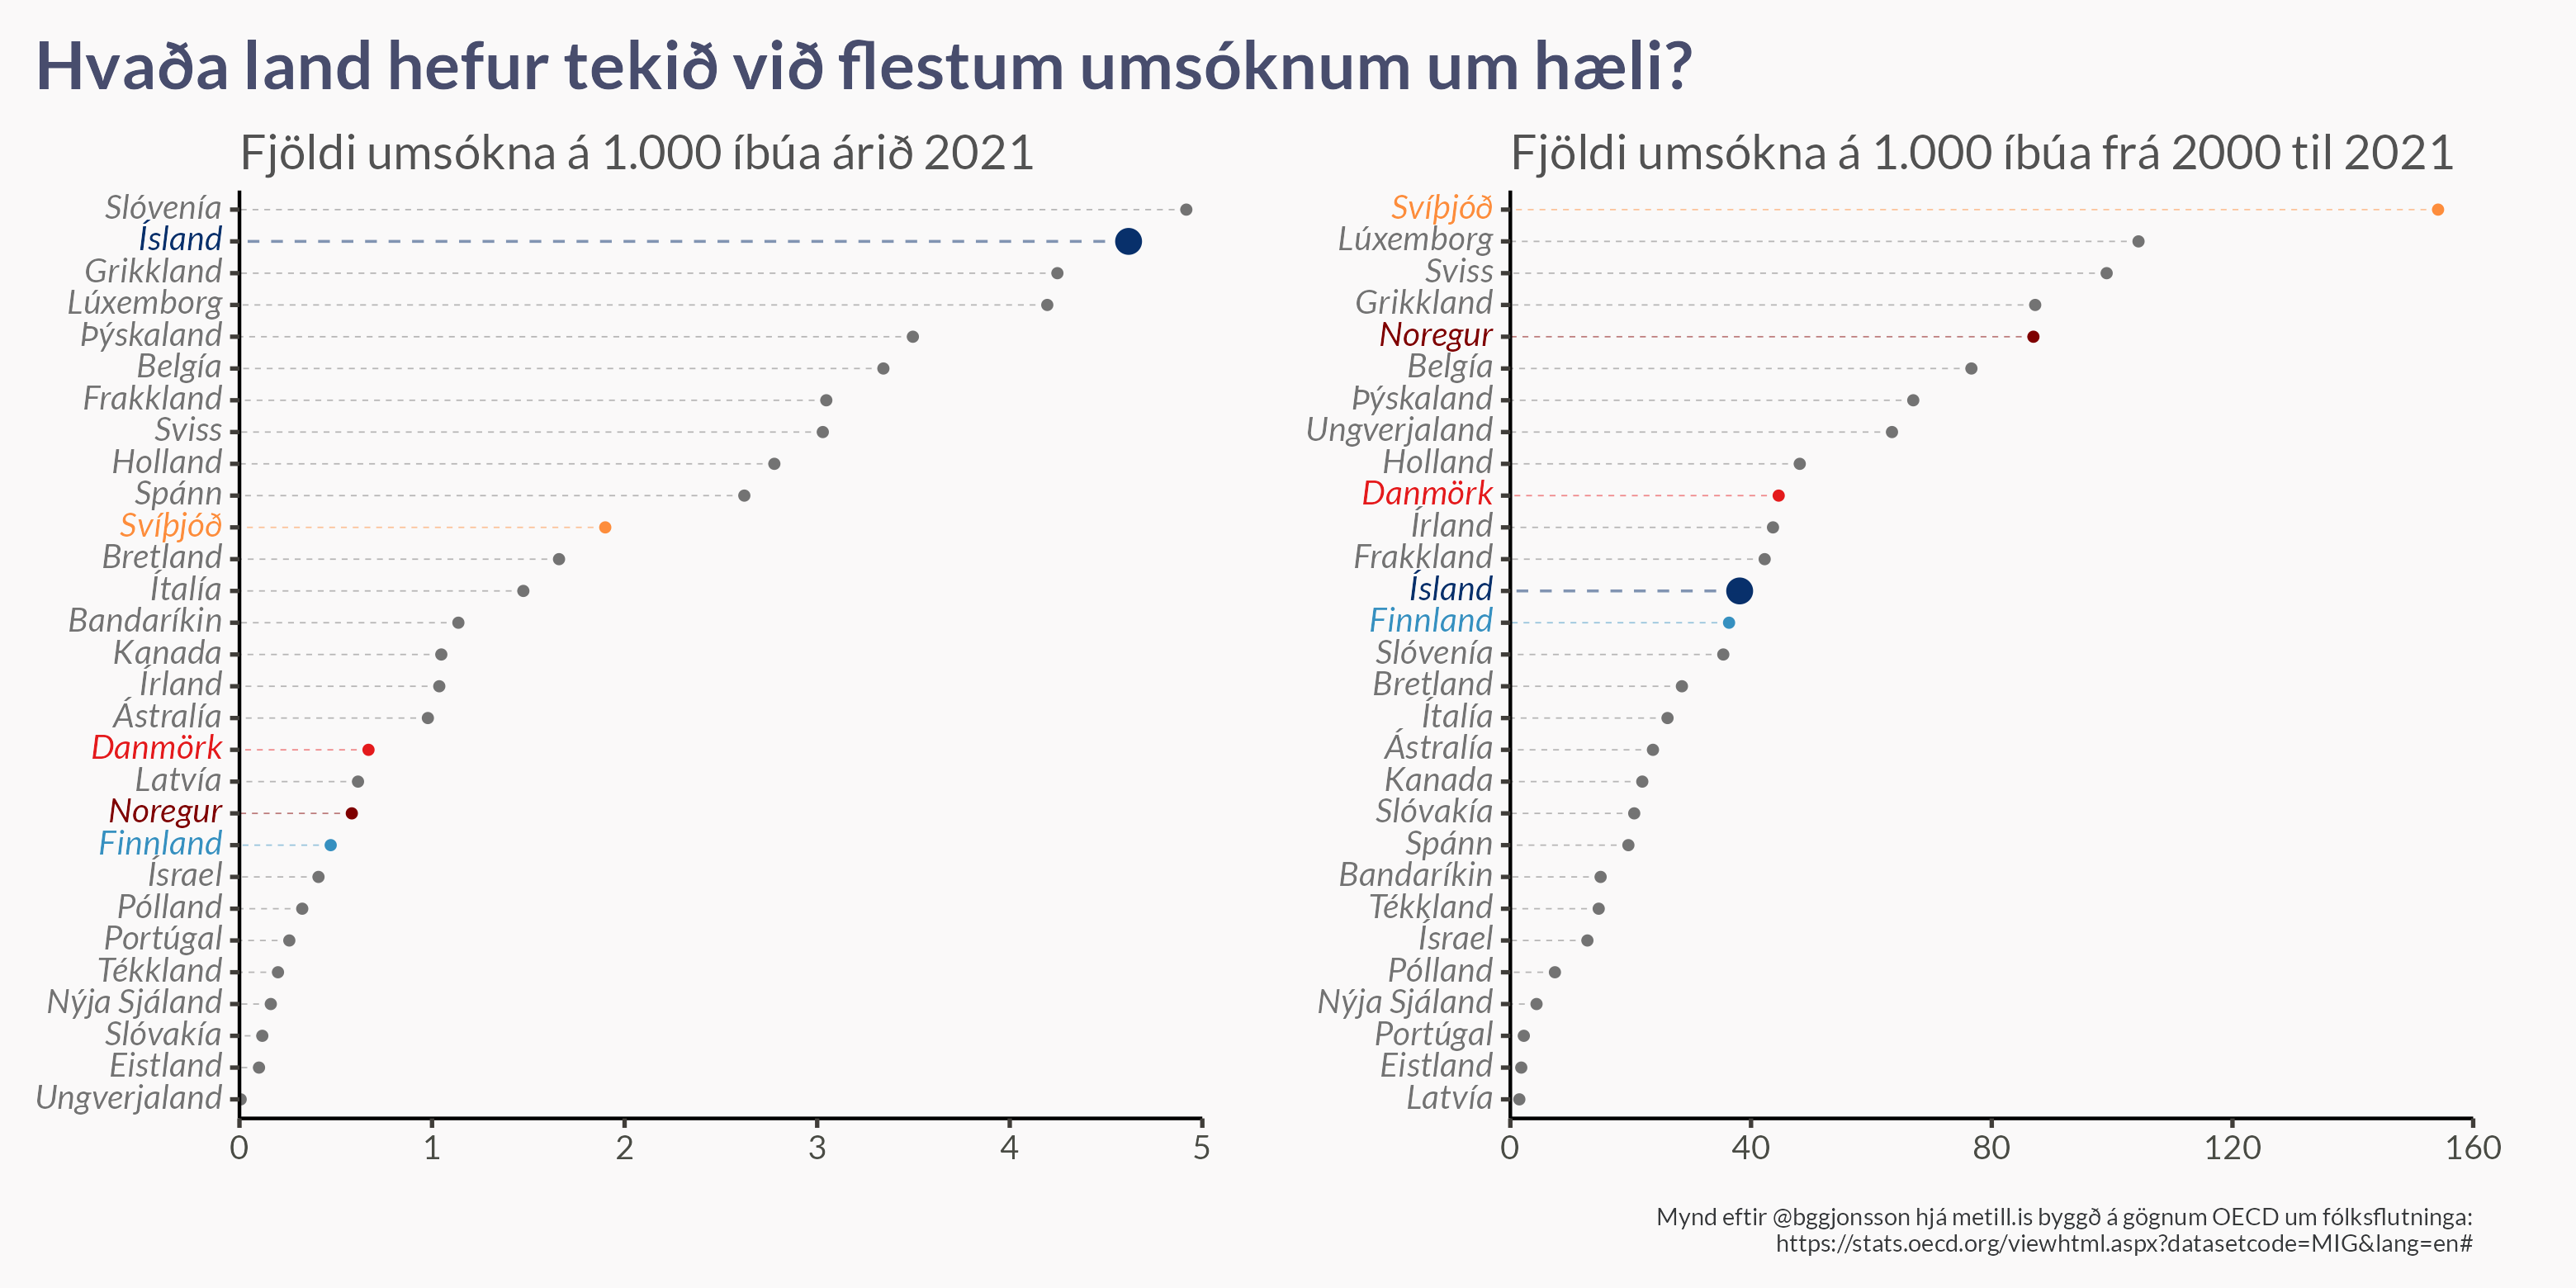 Hvaða land hefur tekið við flestum umsóknum um hæli?
Fjöldi umsókna á 1.000 íbúa árið 2021
Slóvenía
Ísland
Grikkland
Lúxemborg
Þýskaland
Belgía
Frakkland
Sviss
Holland
Spánn
Svíþjóð
Bretland
Ítalía
Bandaríkin
Kanada
Írland
Ástralía
Danmörk
Latvía
Noregur
Finnland
Ísrael
Pólland
Portúgal
Tékkland
Nýja Sjáland
Slóvakía
Eistland
Ungverjaland
0 1 2 3 4 5
Fjöldi umsókna á 1.000 íbúa frá 2000 til 2021
Svíþjóð
Lúxemborg
Sviss
Grikkland
Noregur
Belgía
Þýskaland
Ungverjaland
Holland
Danmörk
Írland
Frakkland
Ísland
Finnland
Slóvenía
Bretland
Ítalía
Ástralía
Kanada
Slóvakía
Spánn
Bandaríkin
Tékkland
Ísrael
Pólland
Nýja Sjáland
Portúgal
Eistland
Latvía
0 40 80 120 160
Mynd eftir @bggjonsson hjá metill.is byggð á gögnum OECD um fólksflutninga:
https://stats.oecd.org/viewhtml.aspx?datasetcode=MIG&lang=en#